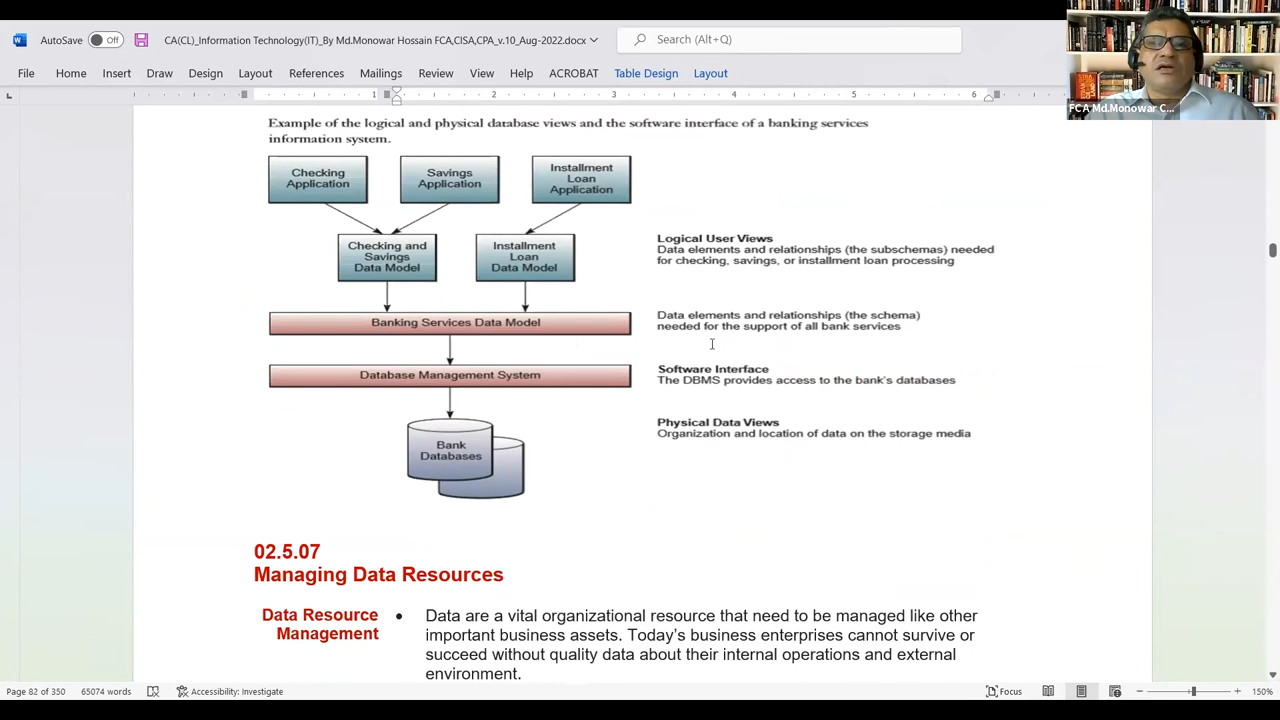 AutoSave Off CA(CL)_Information Technology(IT)_By Md.Monowar Hossain FCA,CISA,CPA_v.10_Aug-2022.docx Search (Alt+Q)
File Home Insert Draw Design Layout References Mailings Review View Help ACROBAT Table Design Layout
FCA Md.Monowar C...
1 2 3 4 5 6
Example of the logical and physical database views and the software interface of a banking services
information system.
Checking
Application
Savings
Application
Installment
Loan
Application
Checking and
Savings
Data Model
Installment
Loan
Data Model
Logical User Views
Data elements and relationships (the subschemas) needed
for checking, savings, or installment loan processing
Banking Services Data Model
Data elements and relationships (the schema)
needed for the support of all bank services
Database Management System
Software Interface
The DBMS provides access to the bank's databases
Bank
Databases
Physical Data Views
Organization and location of data on the storage media
02.5.07
Managing Data Resources
Data Resource
Management
• Data are a vital organizational resource that need to be managed like other
important business assets. Today's business enterprises cannot survive or
succeed without quality data about their internal operations and external
environment.
Page 82 of 350 65074 words Accessibility: Investigate Focus 150%